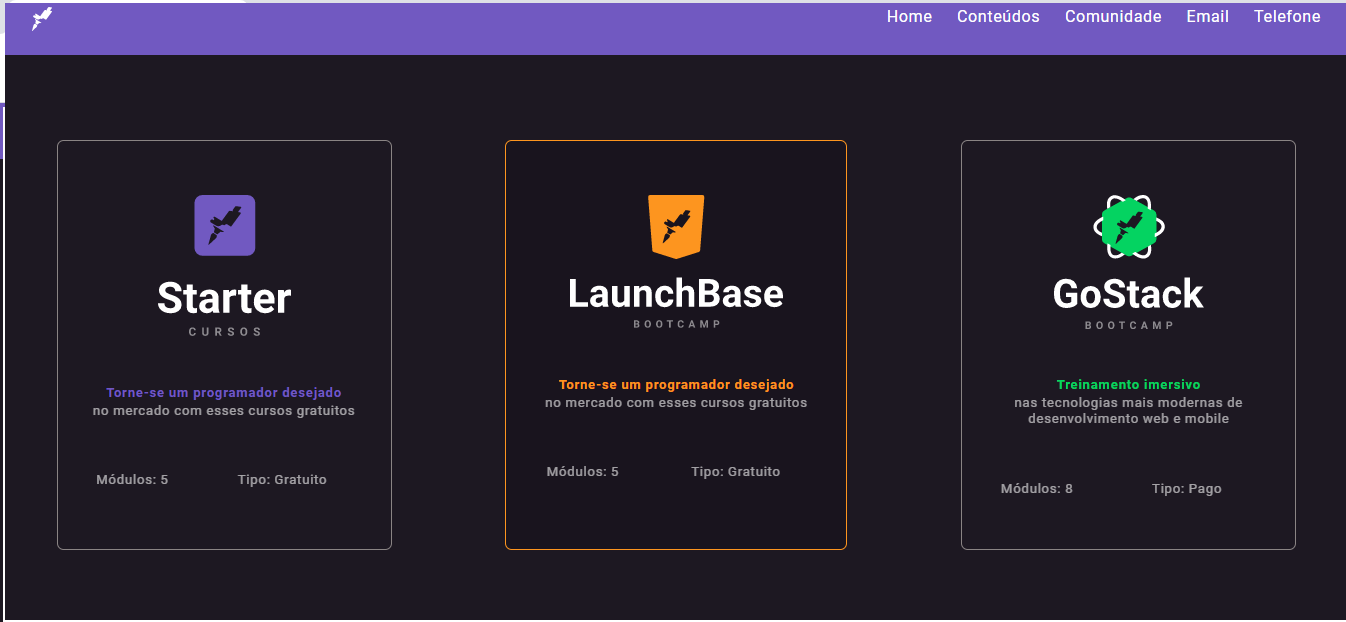 Home Conteúdos Comunidade Email Telefone
Starter
CURSOS
Torne-se um programador desejado
no mercado com esses cursos gratuitos
Módulos: 5 Tipo: Gratuito
LaunchBase
BOOTCAMP
Torne-se um programador desejado
no mercado com esses cursos gratuitos
Módulos: 5 Tipo: Gratuito
GoStack
BOOTCAMP
Treinamento imersivo
nas tecnologias mais modernas de
desenvolvimento web e mobile
Módulos: 8 Tipo: Pago